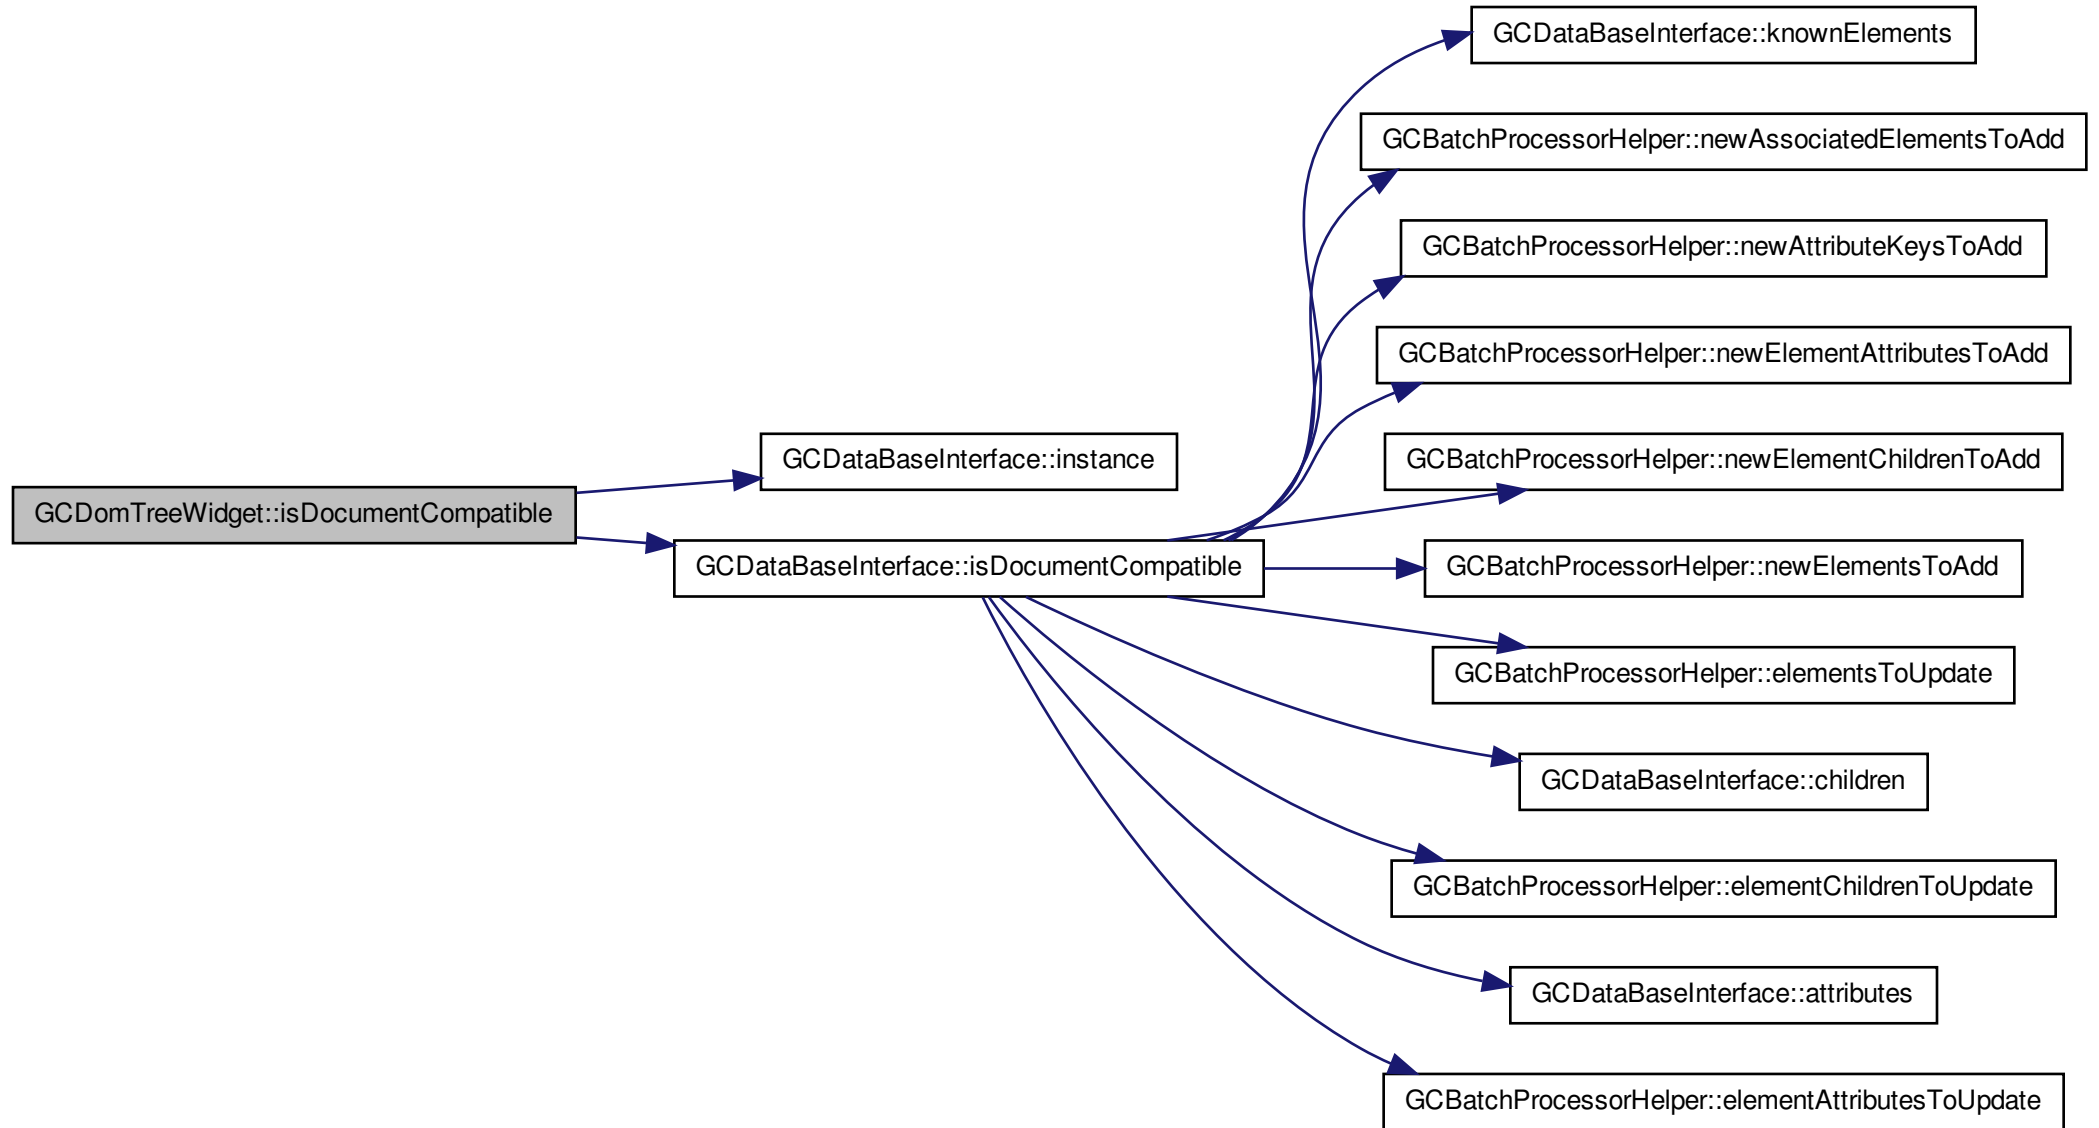 GCDataBaseInterface::knownElements
GCBatchProcessorHelper::newAssociatedElementsToAdd
GCBatchProcessorHelper::newAttributeKeysToAdd
GCBatchProcessorHelper::newElementAttributesToAdd
GCDataBaseInterface::instance
GCBatchProcessorHelper::newElementChildrenToAdd
GCDomTreeWidget::isDocumentCompatible
GCDataBaseInterface::isDocumentCompatible
GCBatchProcessorHelper::newElementsToAdd
GCBatchProcessorHelper::elementsToUpdate
GCDataBaseInterface::children
GCBatchProcessorHelper::elementChildrenToUpdate
GCDataBaseInterface::attributes
GCBatchProcessorHelper::elementAttributesToUpdate